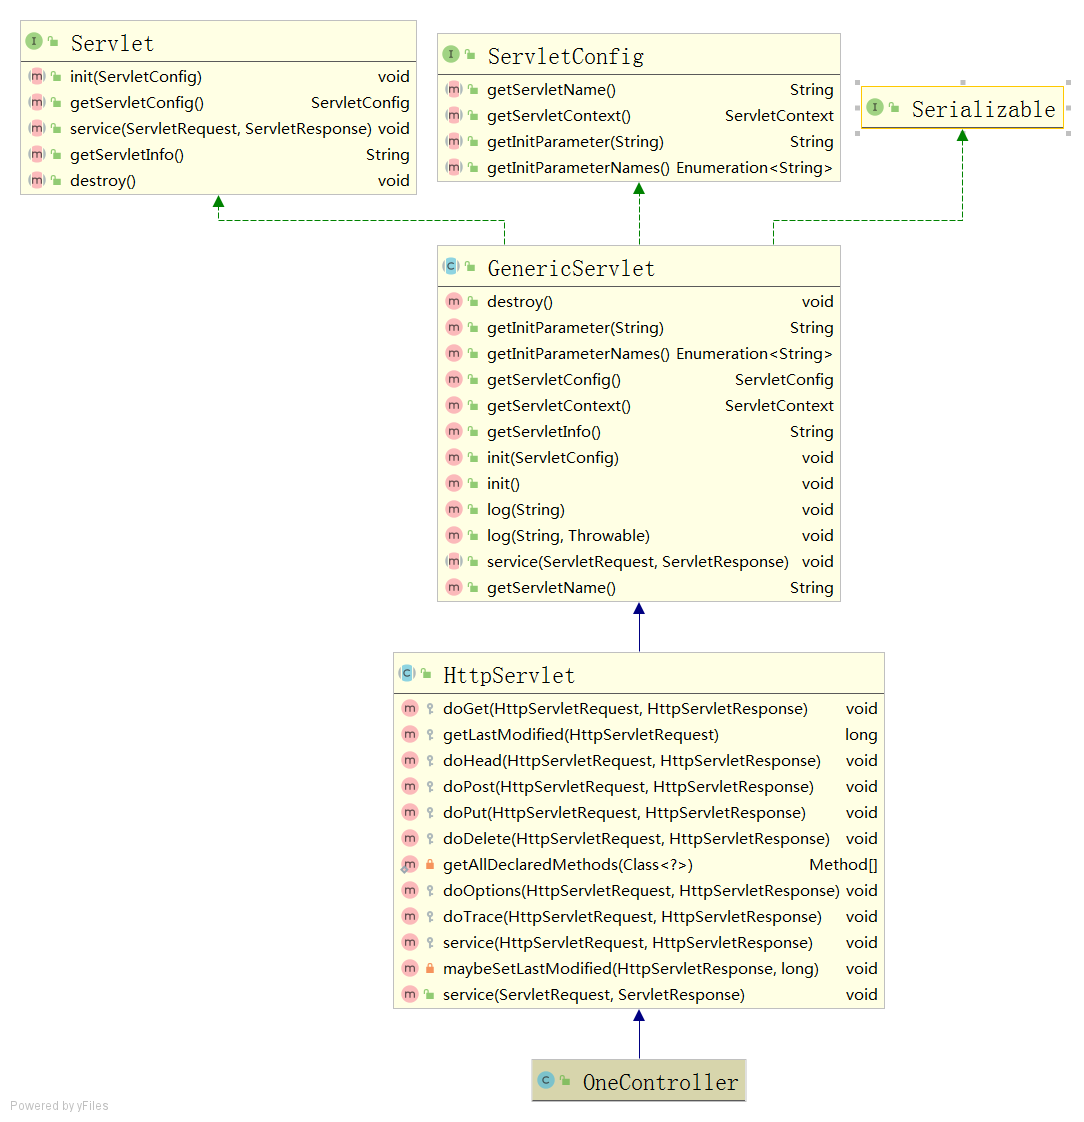 Servlet
init(ServletConfig) void
getServletConfig() ServletConfig
service(ServletRequest, ServletResponse) void
getServletInfo() String
destroy() void
ServletConfig
getServletName() String
getServletContext() ServletContext
getInitParameter(String) String
getInitParameterNames() Enumeration<String>
Serializable
GenericServlet
destroy() void
getInitParameter(String) String
getInitParameterNames() Enumeration<String>
getServletConfig() ServletConfig
getServletContext() ServletContext
getServletInfo() String
init(ServletConfig) void
init() void
log(String) void
log(String, Throwable) void
service(ServletRequest, ServletResponse) void
getServletName() String
HttpServlet
doGet(HttpServletRequest, HttpServletResponse) void
getLastModified(HttpServletRequest) long
doHead(HttpServletRequest, HttpServletResponse) void
doPost(HttpServletRequest, HttpServletResponse) void
doPut(HttpServletRequest, HttpServletResponse) void
doDelete(HttpServletRequest, HttpServletResponse) void
getAllDeclaredMethods(Class<?>) Method[]
doOptions(HttpServletRequest, HttpServletResponse) void
doTrace(HttpServletRequest, HttpServletResponse) void
service(HttpServletRequest, HttpServletResponse) void
maybeSetLastModified(HttpServletResponse, long) void
service(ServletRequest, ServletResponse) void
OneController
Powered by yFiles